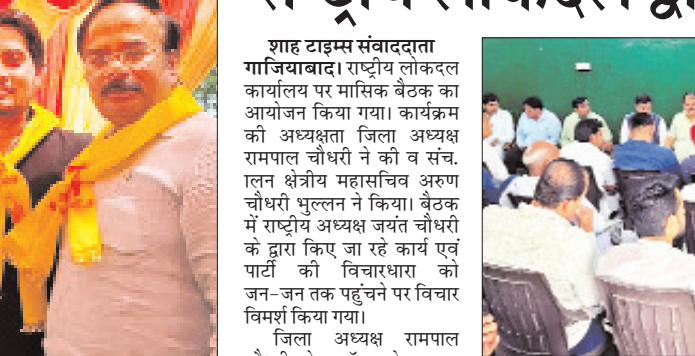 राष्ट्रीय लोकदल द्वा
शाह टाइम्स संवाददाता
गाजियाबाद। राष्ट्रीय लोकदल
कार्यालय पर मासिक बैठक का
आयोजन किया गया। कार्यक्रम
की अध्यक्षता जिला अध्यक्ष
रामपाल चौधरी ने की व संच.
ालन क्षेत्रीय महासचिव अरुण
चौधरी भुल्लन ने किया। बैठक
में राष्ट्रीय अध्यक्ष जयंत चौधरी
के द्वारा किए जा रहे कार्य एवं
पार्टी की विचारधारा को
जन-जन तक पहुंचने पर विचार
विमर्श किया गया।
जिला अध्यक्ष रामपाल